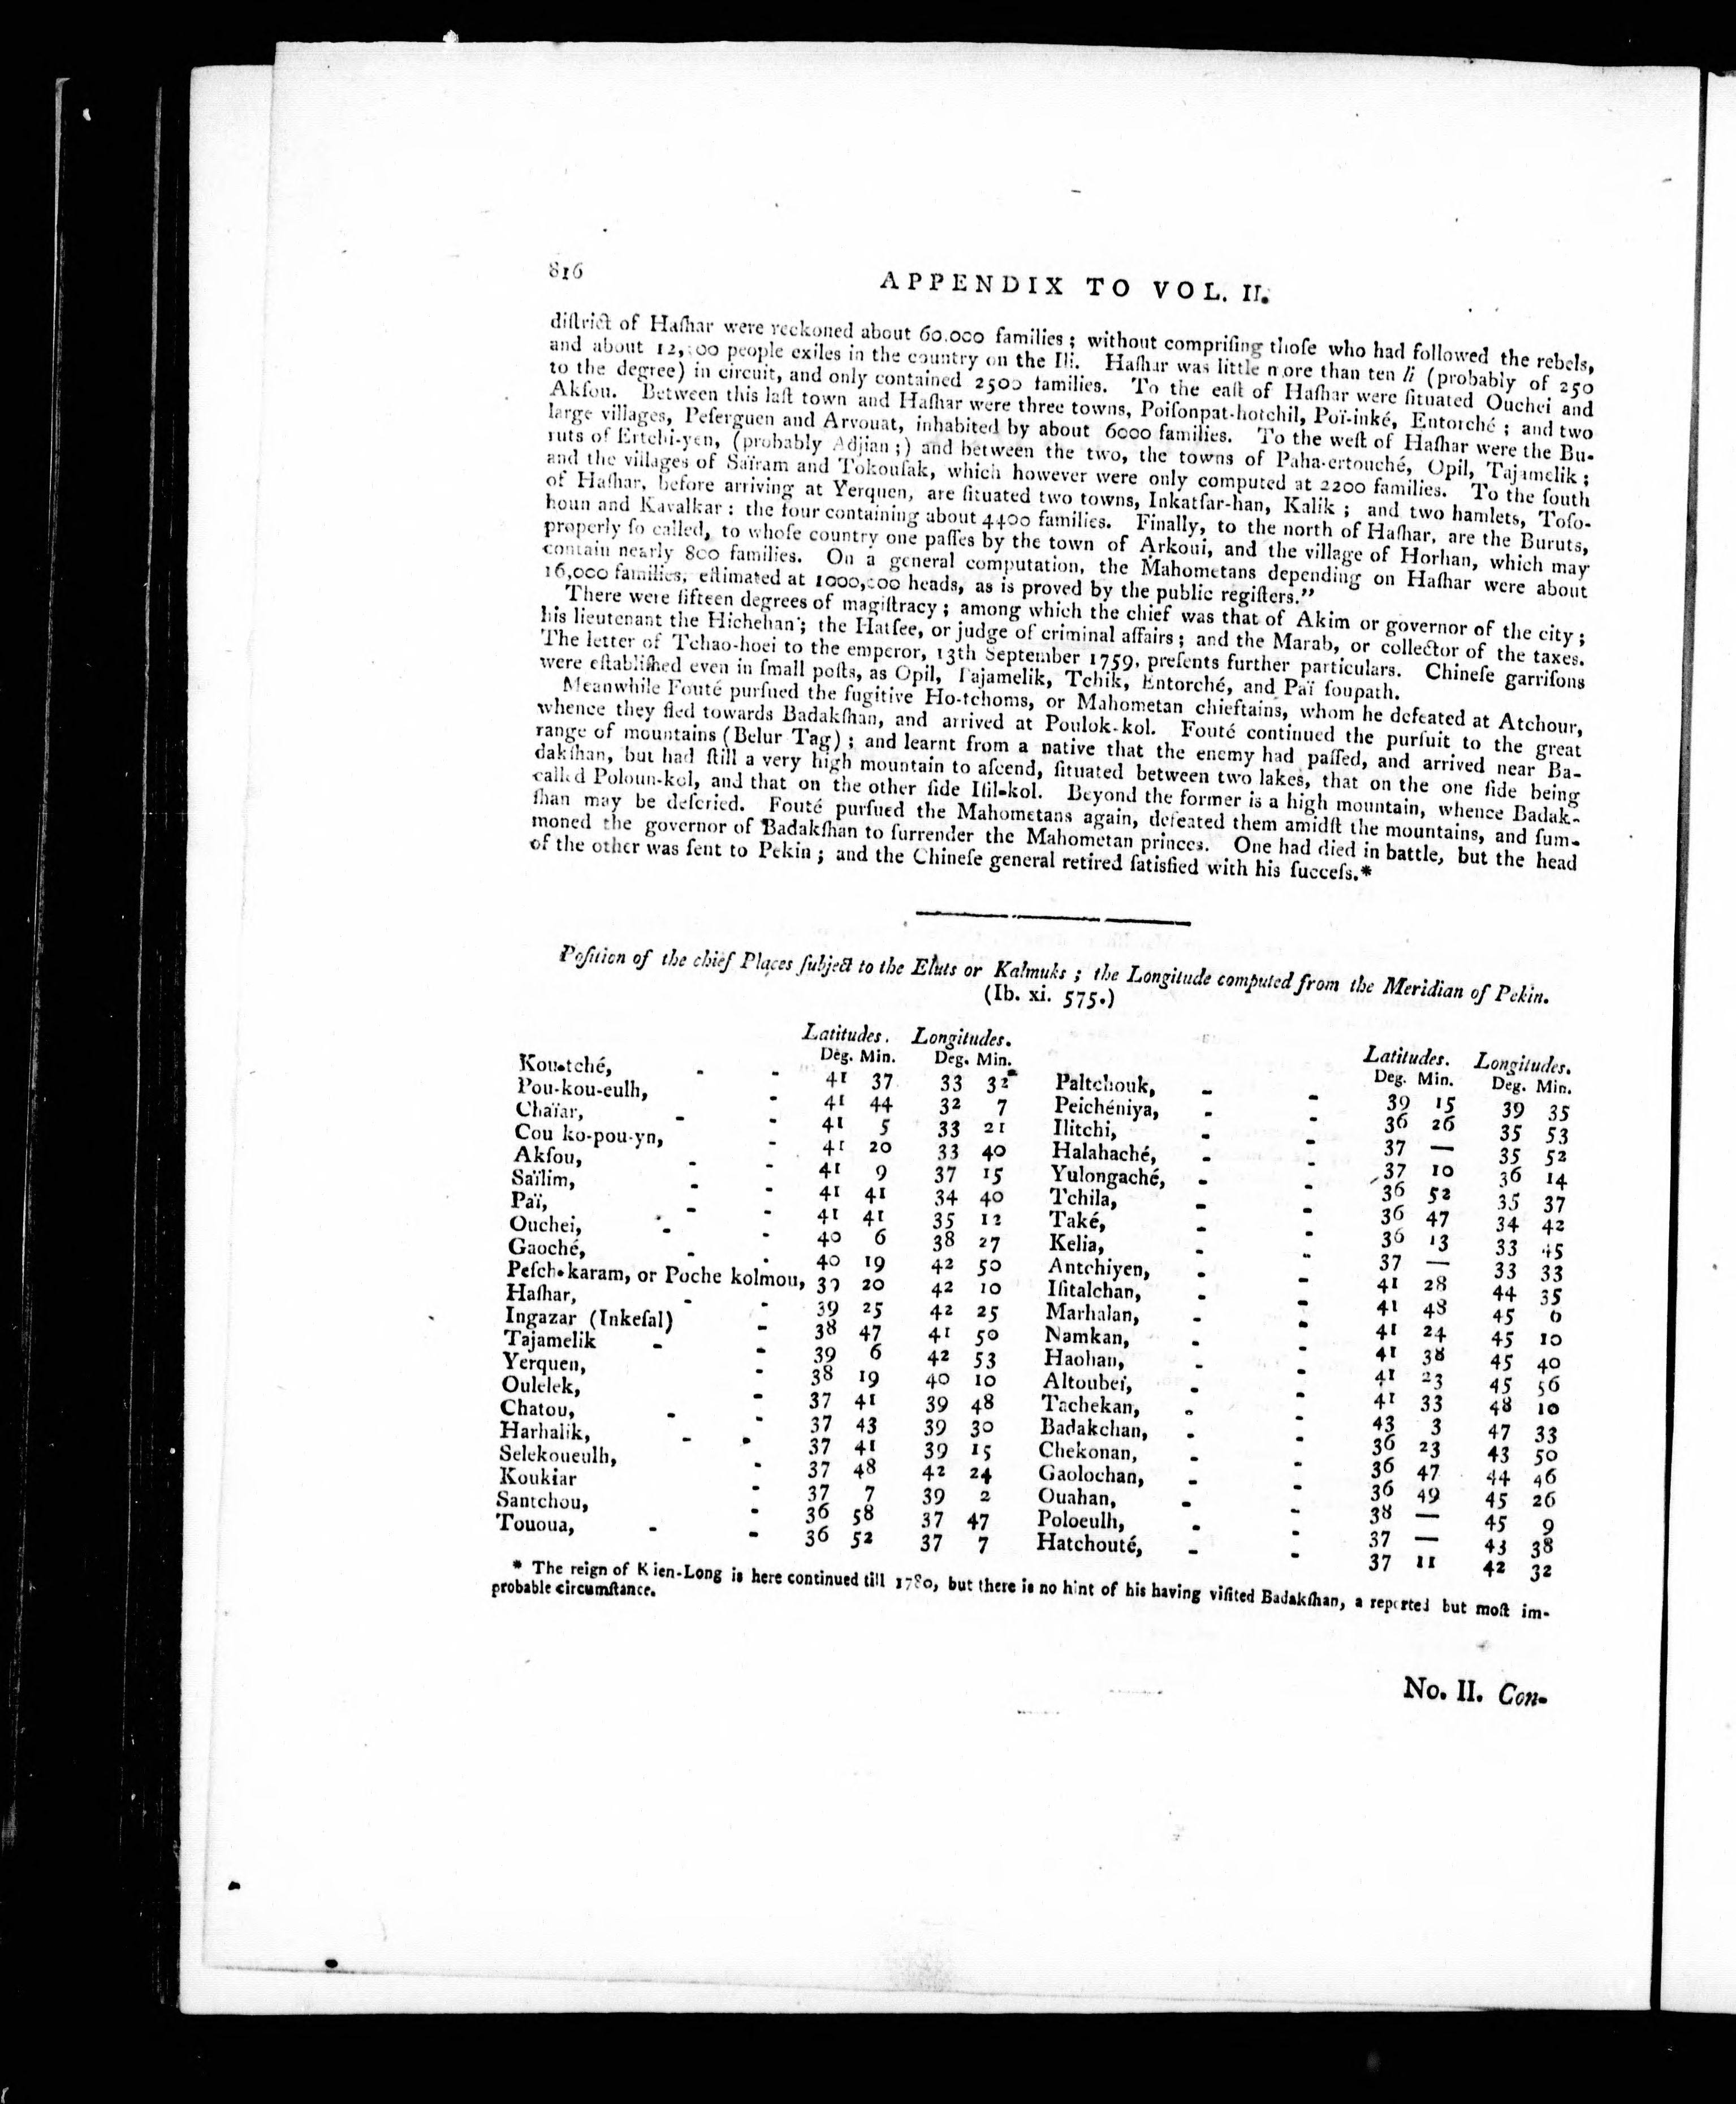 816
APPENDIX TO VOL. II.
diſtrict of Haſhar were reckoned about 60.000 families; without compriſing thoſe who had followed the rebels,
and about 12,000 people exiles in the country on the Ili. Haſhar was little more than ten li (probably of 250
to the degree) in circuit, and only contained 2500 families. To the eaſt of Haſhar were ſituated Ouchei and
Akſou. Between this laſt town and Haſhar were three towns, Poiſonpat-hotchil, Poï-inké, Entorché; and two
large villages, Peſerguen and Arvouat, inhabited by about 6000 families. To the weſt of Haſhar were the Bu-
ruts of Ertchi-yen, (probably Adjian;) and between the two, the towns of Paha-ertouché, Opil, Tajamelik;
and the villages of Saïram and Tokouſak, which however were only computed at 2200 families. To the ſouth
of Haſhar, before arriving at Yerquen, are ſituated two towns, Inkatſar-han, Kalik; and two hamlets, Toſo-
houn and Kavalkar: the four containing about 4400 families. Finally, to the north of Haſhar, are the Buruts,
properly ſo called, to whoſe country one paſſes by the town of Arkoui, and the village of Horhan, which may
contain nearly 800 families. On a general computation, the Mahometans depending on Haſhar were about
16,000 families, eſtimated at 1000,000 heads, as is proved by the public regiſters."
There were fifteen degrees of magiſtracy; among which the chief was that of Akim or governor of the city;
his lieutenant the Hichehan; the Hatſee, or judge of criminal affairs; and the Marab, or collector of the taxes.
The letter of Tchao-hoei to the emperor, 13th September 1759, preſents further particulars. Chineſe garriſons
were eſtabliſhed even in ſmall poſts, as Opil, Tajamelik, Tchik, Entorché, and Païſoupath.
Meanwhile Fouté purſued the fugitive Ho-tchoms, or Mahometan chieftains, whom he defeated at Atchour,
whence they fled towards Badakſhan, and arrived at Poulok-kol. Fouté continued the purſuit to the great
range of mountains (Belur Tag); and learnt from a native that the enemy had paſſed, and arrived near Ba-
dakſhan, but had ſtill a very high mountain to aſcend, ſituated between two lakes, that on the one ſide being
called Poloun-kol, and that on the other ſide Iſil-kol. Beyond the former is a high mountain, whence Badak-
ſhan may be deſcried. Fouté purſued the Mahometans again, defeated them amidſt the mountains, and ſum-
moned the governor of Badakſhan to ſurrender the Mahometan princes. One had died in battle, but the head
of the other was ſent to Pekin; and the Chineſe general retired ſatisfied with his ſucceſs.*
Poſition of the chief Places ſubject to the Eluts or Kalmuks; the Longitude computed from the Meridian of Pekin.
(Ib. xi. 575.)
Latitudes. Longitudes.
Deg. Min. Deg. Min.
Kou-tché, - - 41 37 33 32
Pou-kou-eulh, - 41 44 32 7
Chaïar, - - 41 5 33 21
Cou ko-pou-yn, - 41 20 33 40
Akſou, - - 41 9 37 15
Saïlim, - - 41 41 34 40
Païi, - - 41 41 35 12
Ouchei, - - 40 6 38 27
Gaoché, - - 40 19 42 50
Peſch-karam, or Poche kolmou, 39 20 42 10
Haſhar, - - 39 25 42 25
Ingazar (Inkeſal) - 38 47 41 50
Tajamelik - - 39 6 42 53
Yerquen, - 38 19 40 10
Oulelek, - 37 41 39 48
Chatou, - - 37 43 39 30
Harhalik, - - 37 41 39 15
Selekoueulh, - 37 48 42 24
Koukiar - 37 7 39 2
Santchou, - 36 58 37 47
Tououa, - - 36 52 37 7
Latitudes. Longitudes.
Deg. Min. Deg. Min.
Paltchouk, - - 39 15 39 35
Peichéniya, - - 36 26 35 53
Ilitchi, - - 37 — 35 52
Halahaché, - - 37 10 36 14
Yulongaché, - - 36 52 35 37
Tchila, - - 36 47 34 42
Také, - - 36 13 33 45
Kelia, - - 37 — 33 33
Antchiyen, - - 41 28 44 35
Iſitalchan, - - 41 48 45 0
Marhalan, - - 41 24 45 10
Namkan, - - 41 38 45 40
Haohan, - - 41 23 45 56
Altoubeï, - - 41 33 48 10
Tachekan, - - 43 3 47 33
Badakchan, - - 36 23 43 50
Chekonan, - - 36 47 44 46
Gaolochan, - - 36 49 45 26
Ouahan, - - 38 — 45 9
Poloeulh, - - 37 — 43 38
Hatchouté, - - 37 11 42 32
* The reign of Kien-Long is here continued till 1780, but there is no hint of his having viſited Badakſhan, a reported but moſt im-
probable circumſtance.
No. II. Con-